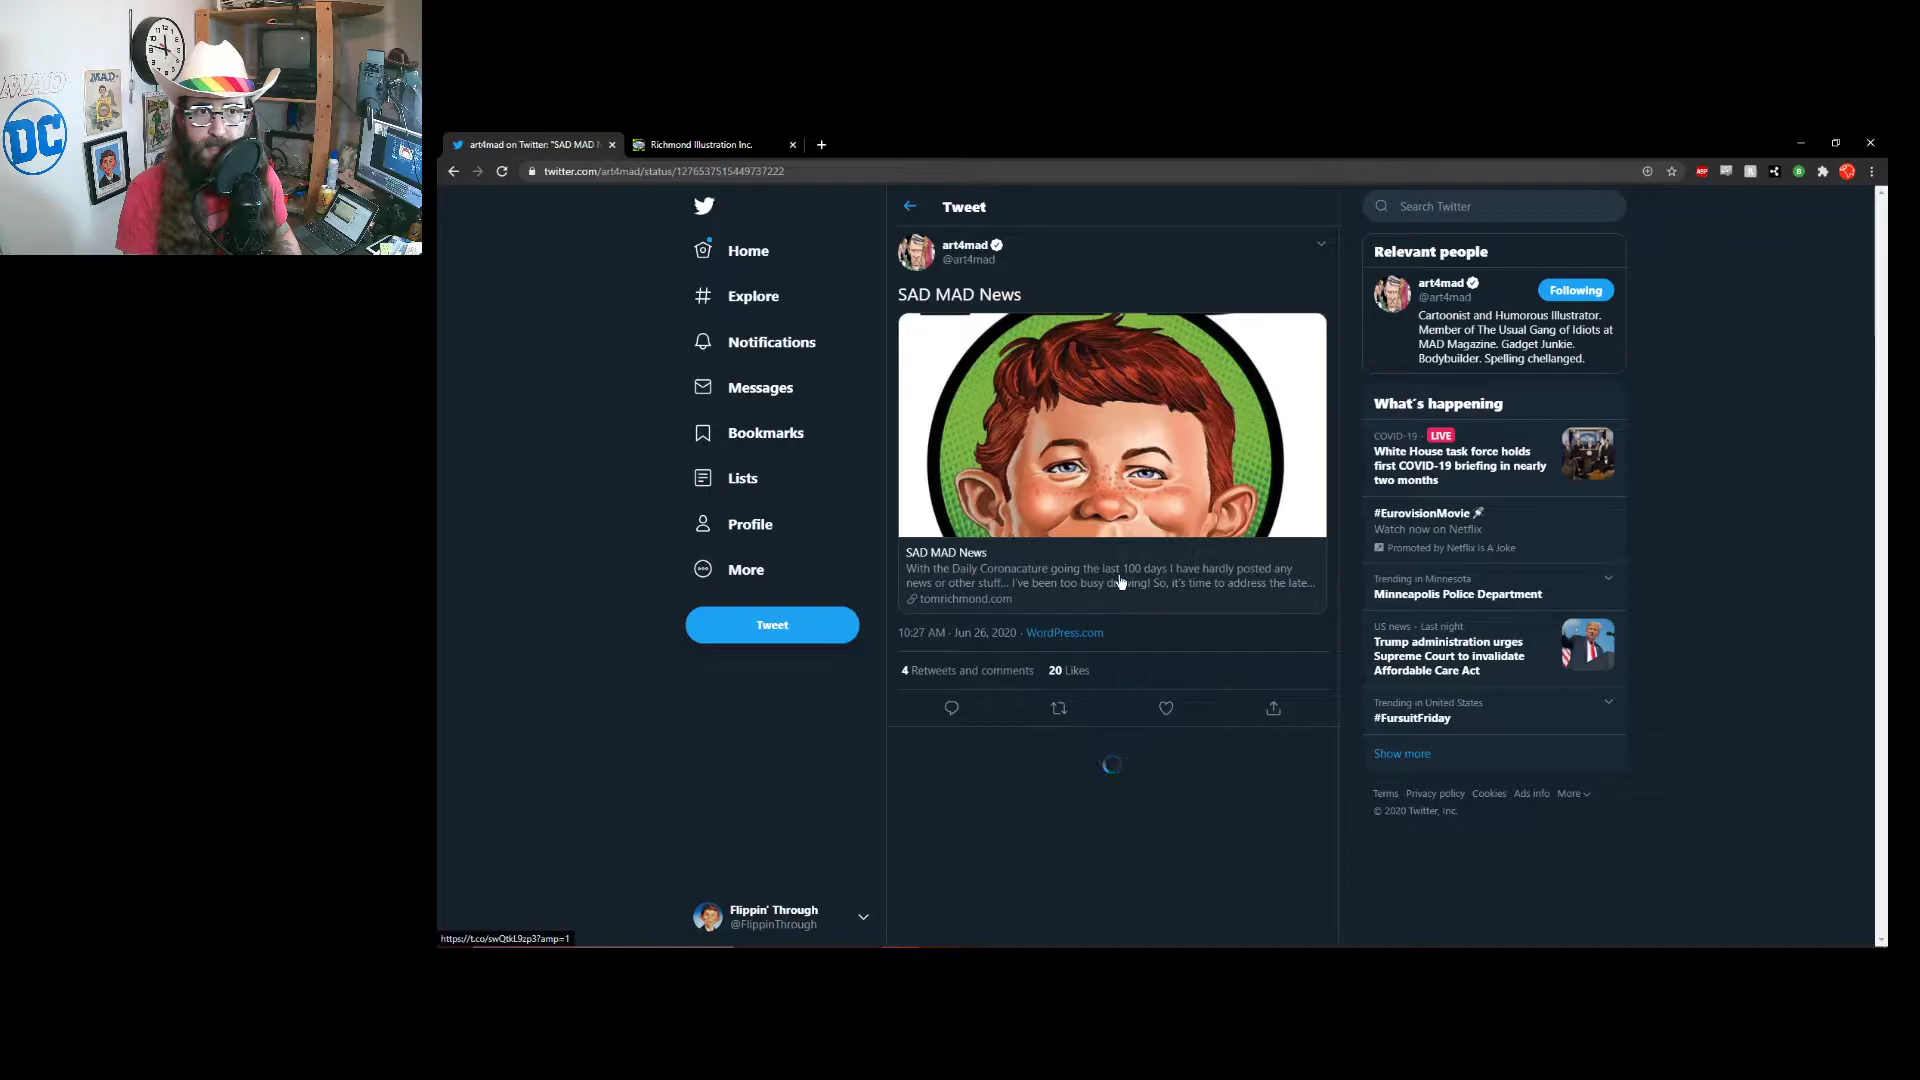 MAD
DC
MAD
art4mad on Twitter: "SAD MAD N
Richmond Illustration Inc.
twitter.com/art4mad/status/1276537515449737222
ABP
Home
Explore
Notifications
Messages
Bookmarks
Lists
Profile
More
Tweet
Flippin' Through
@FlippinThrough
https://t.co/swQtkL9zp3?amp=1
Tweet
art4mad
@art4mad
SAD MAD News
SAD MAD News
With the Daily Coronacature going the last 100 days I have hardly posted any
news or other stuff... I've been too busy drawing! So, it's time to address the late...
tomrichmond.com
10:27 AM · Jun 26, 2020 · WordPress.com
4 Retweets and comments 20 Likes
Search Twitter
Relevant people
art4mad
@art4mad
Following
Cartoonist and Humorous Illustrator.
Member of The Usual Gang of Idiots at
MAD Magazine. Gadget Junkie.
Bodybuilder. Spelling chellanged.
What's happening
COVID-19 · LIVE
White House task force holds
first COVID-19 briefing in nearly
two months
#EurovisionMovie
Watch now on Netflix
Promoted by Netflix Is A Joke
Trending in Minnesota
Minneapolis Police Department
US news · Last night
Trump administration urges
Supreme Court to invalidate
Affordable Care Act
Trending in United States
#FursuitFriday
Show more
Terms Privacy policy Cookies Ads info More
© 2020 Twitter, Inc.